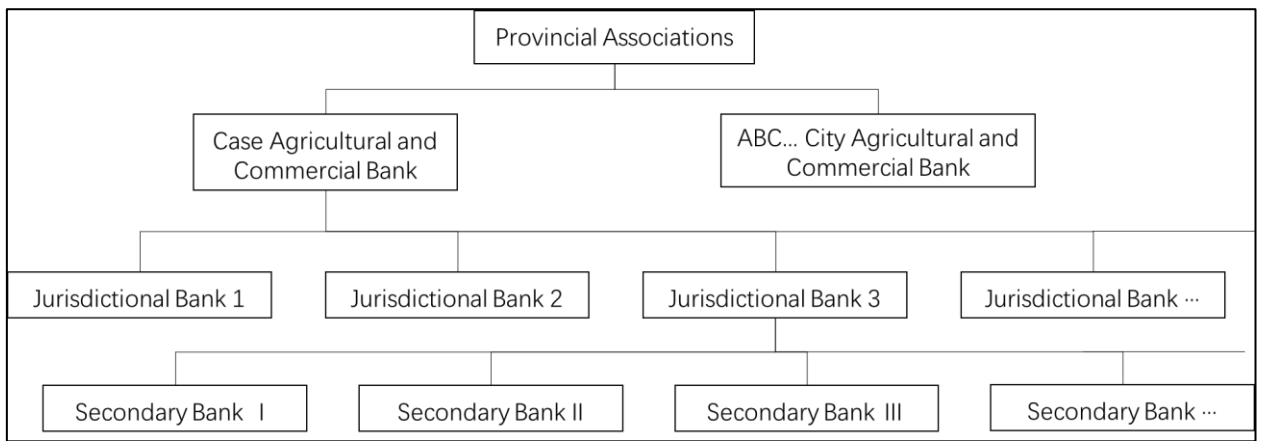 Provincial Associations
Case Agricultural and
Commercial Bank
ABC... City Agricultural and
Commercial Bank
Jurisdictional Bank 1
Jurisdictional Bank 2
Jurisdictional Bank 3
Jurisdictional Bank ···
Secondary Bank I
Secondary Bank II
Secondary Bank III
Secondary Bank ···